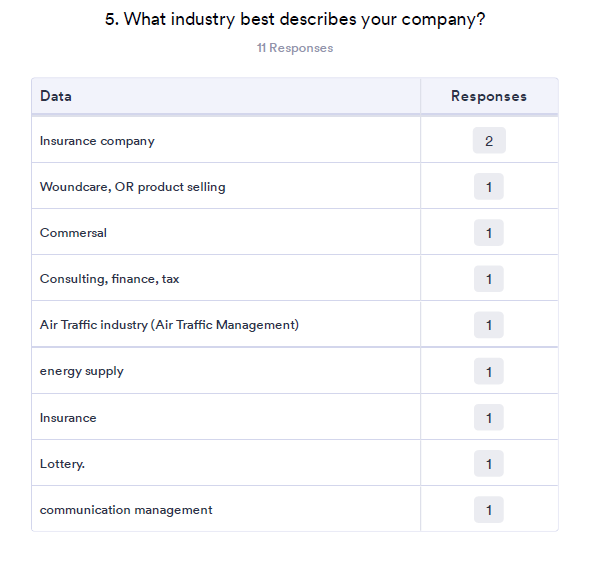 5. What industry best describes your company?
11 Responses
Data Responses
Insurance company 2
Woundcare, OR product selling 1
Commersal 1
Consulting, finance, tax 1
Air Traffic industry (Air Traffic Management) 1
energy supply 1
Insurance 1
Lottery. 1
communication management 1